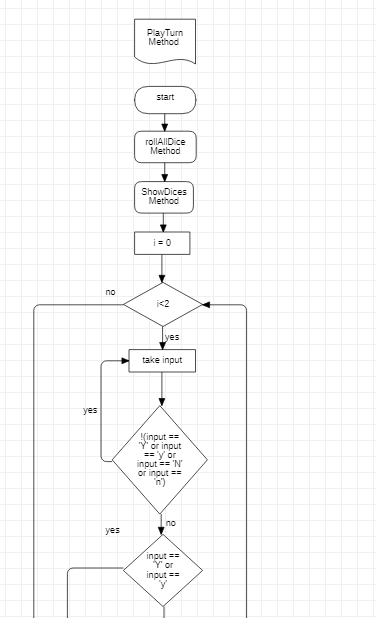 PlayTurn
Method
start
rollAllDice
Method
ShowDices
Method
i = 0
no
i<2
yes
take input
yes
!(input ==
'Y' or input
== 'y' or
input == 'N'
or input ==
'n')
no
yes
input ==
'Y' or
input ==
'y'